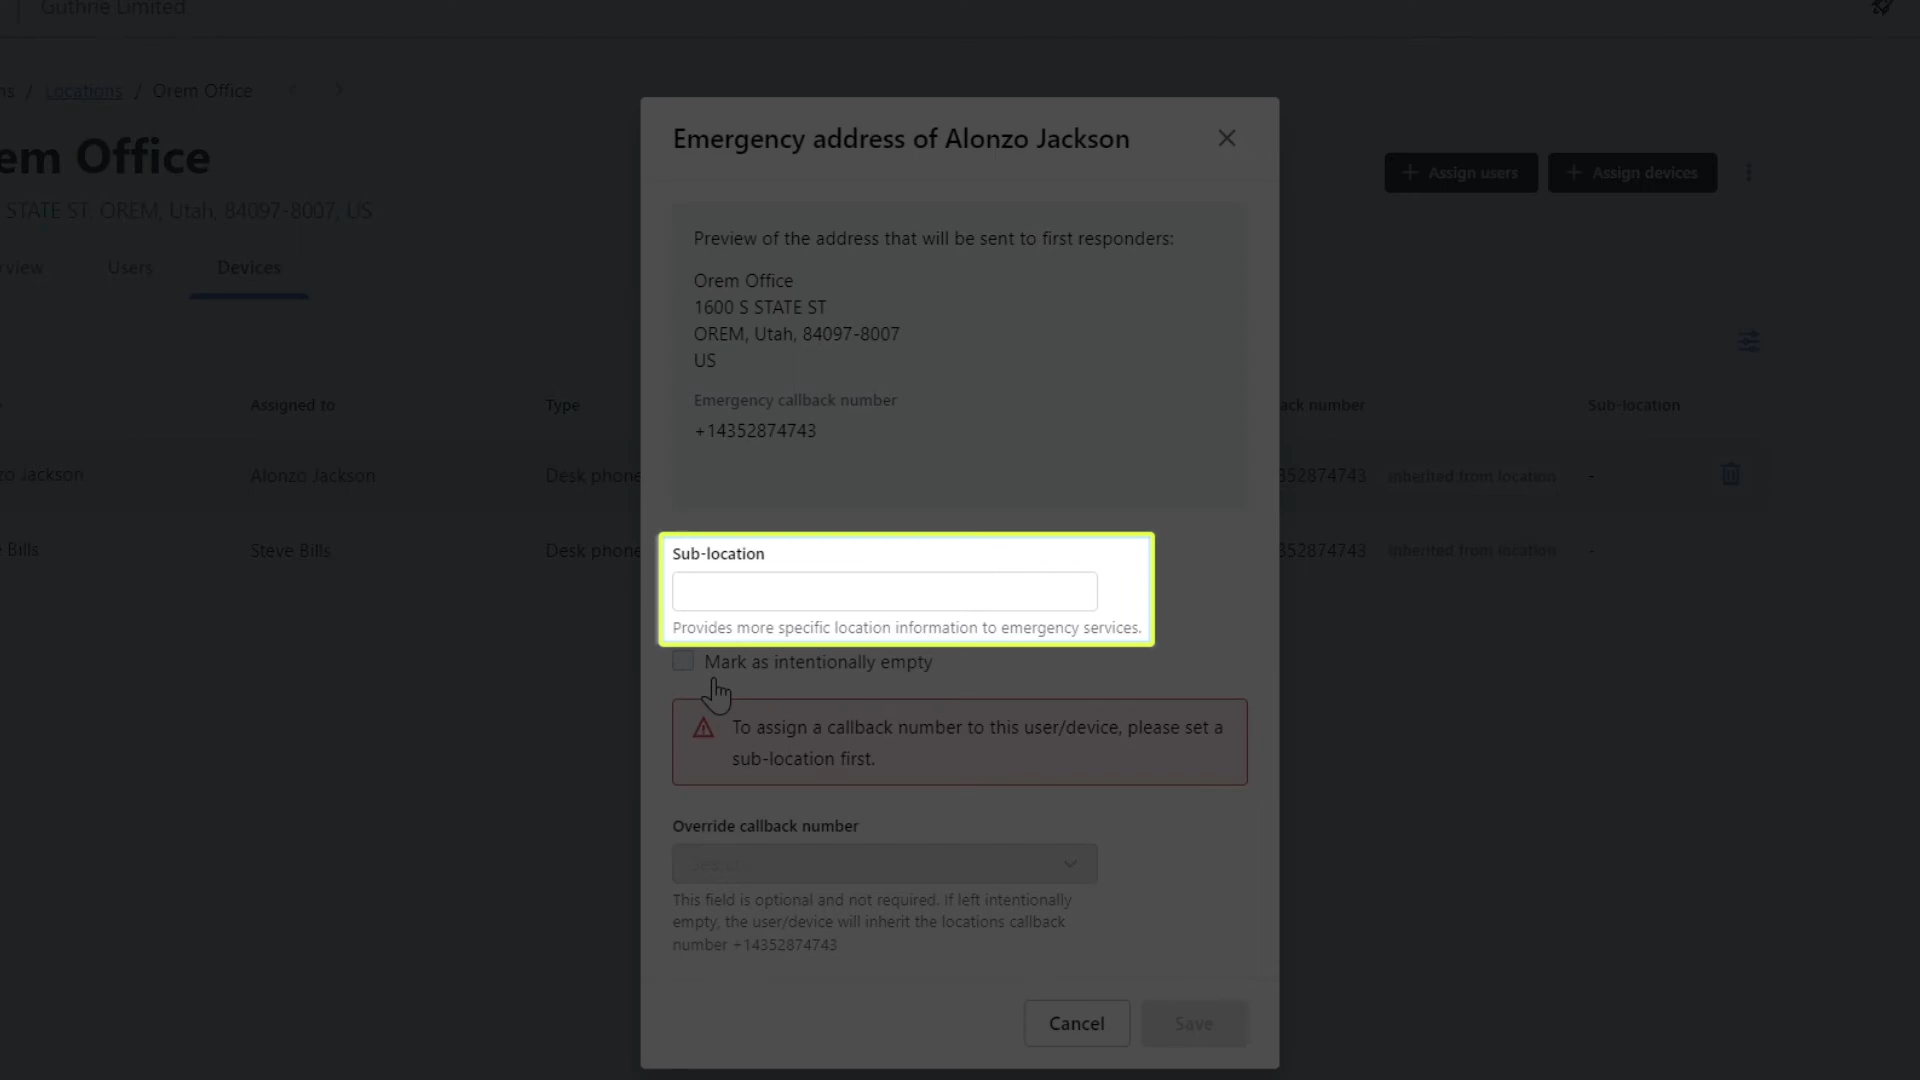 Guthrie Limited
ns / Locations / Orem Office
em Office
STATE ST, OREM, Utah, 84097-8007, US
rview Users Devices
Assign users Assign devices
Assigned to Type ack number Sub-location
zo Jackson Alonzo Jackson Desk phone 352874743 Inherited from location -
e Bills Steve Bills Desk phone 352874743 Inherited from location -
Emergency address of Alonzo Jackson
Preview of the address that will be sent to first responders:
Orem Office
1600 S STATE ST
OREM, Utah, 84097-8007
US
Emergency callback number
+14352874743
Sub-location
Provides more specific location information to emergency services.
Mark as intentionally empty
To assign a callback number to this user/device, please set a
sub-location first.
Override callback number
Search...
This field is optional and not required. If left intentionally
empty, the user/device will inherit the locations callback
number +14352874743
Cancel Save